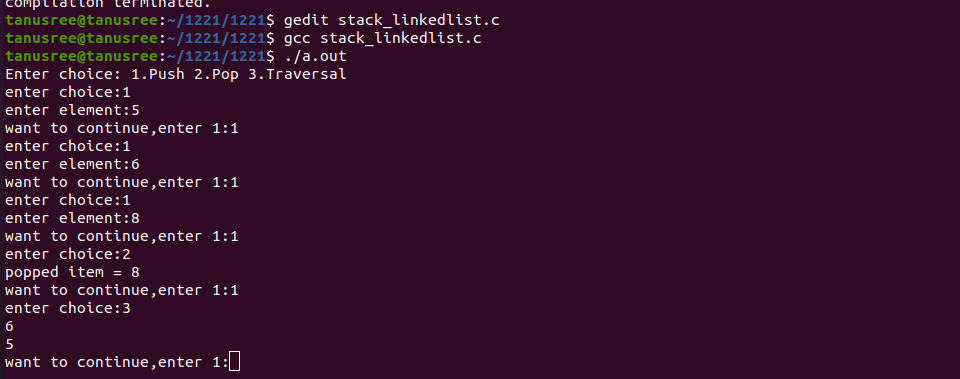 compilation terminated.
tanusree@tanusree:~/1221/1221$ gedit stack_linkedlist.c
tanusree@tanusree:~/1221/1221$ gcc stack_linkedlist.c
tanusree@tanusree:~/1221/1221$ ./a.out
Enter choice: 1.Push 2.Pop 3.Traversal
enter choice:1
enter element:5
want to continue,enter 1:1
enter choice:1
enter element:6
want to continue,enter 1:1
enter choice:1
enter element:8
want to continue,enter 1:1
enter choice:2
popped item = 8
want to continue,enter 1:1
enter choice:3
6
5
want to continue,enter 1: